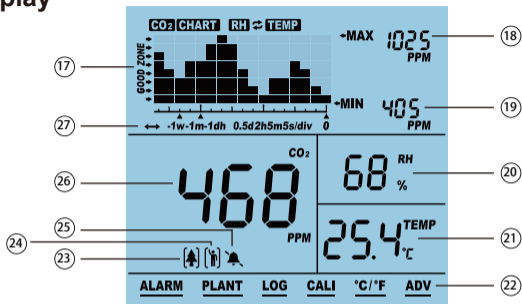 play
CO2 CHART RH ⇄ TEMP
GOOD ZONE
MAX 1025 PPM
MIN 405 PPM
-1w-1m-1dh 0.5d2h5m5s/div 0
CO₂
468
PPM
68 RH %
25.4 TEMP °C
ALARM PLANT LOG CALI °C/°F ADV
17
27
26
25
24
23
18
19
20
21
22